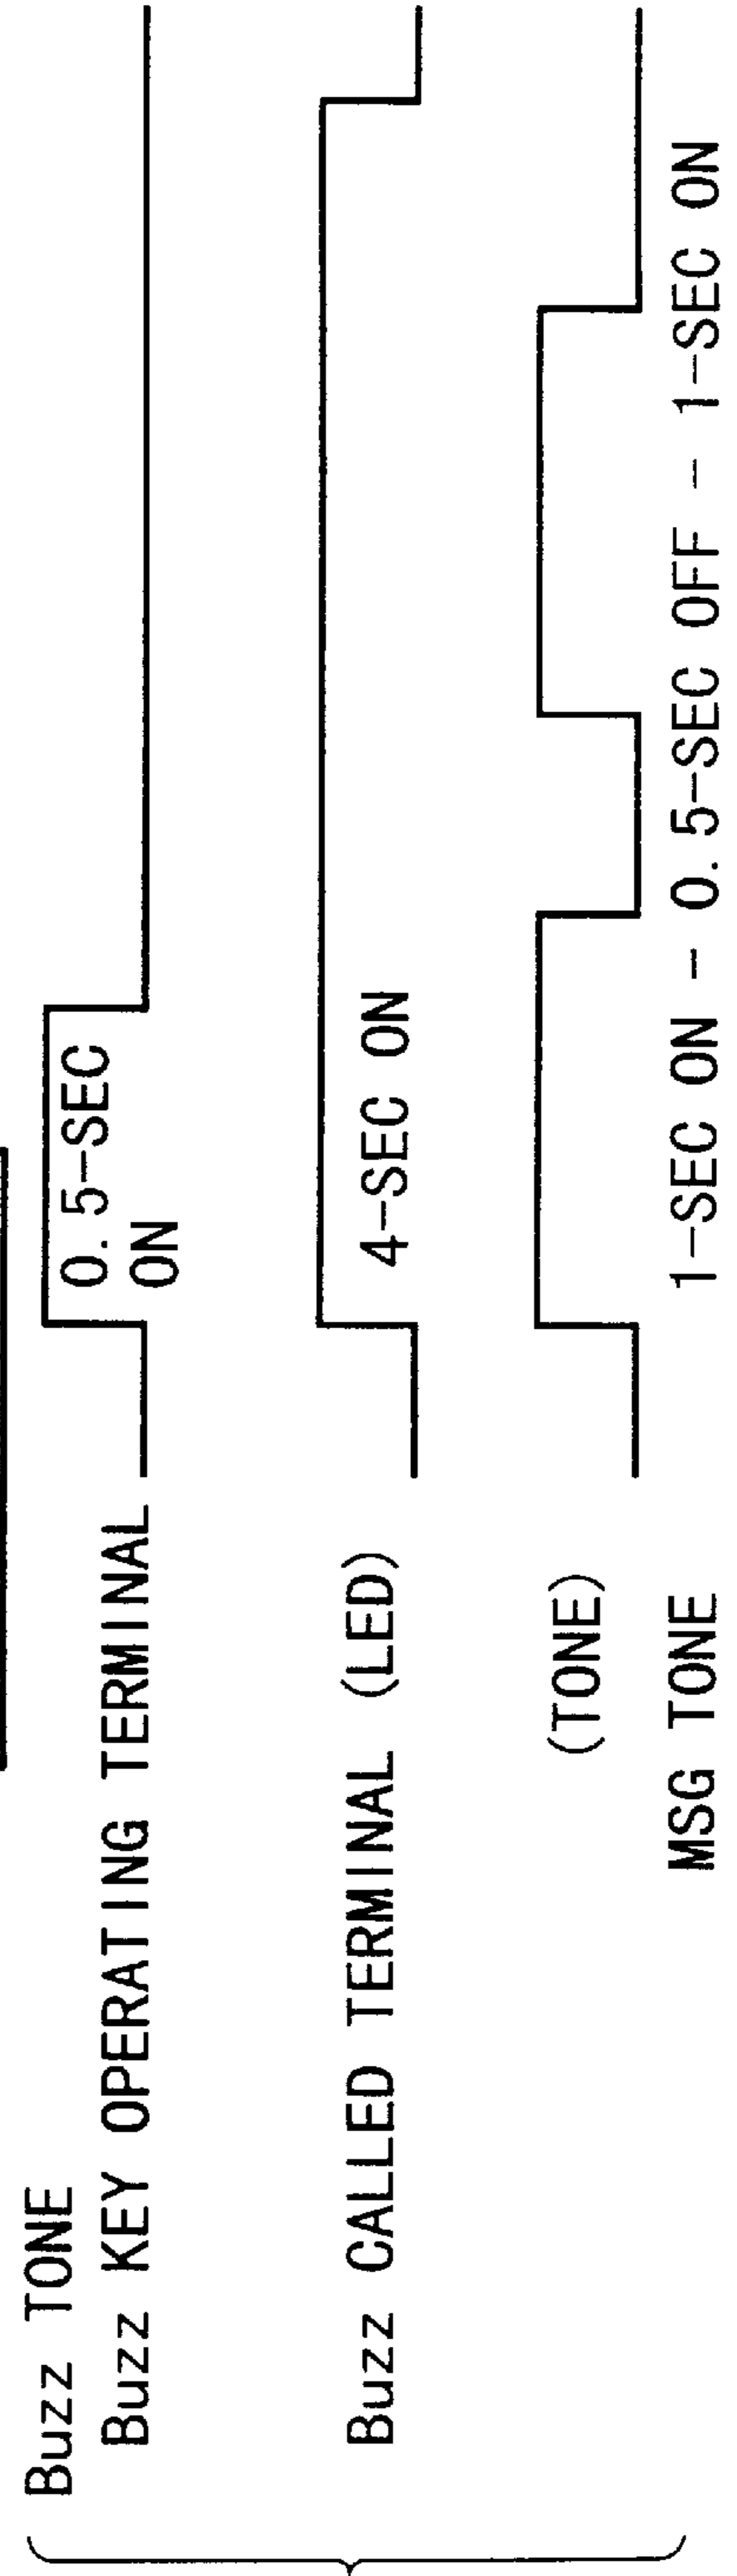 Buzz TONE
Buzz KEY OPERATING TERMINAL
0.5-SEC
ON
Buzz CALLED TERMINAL (LED)
4-SEC ON
(TONE)
MSG TONE
1-SEC ON - 0.5-SEC OFF - 1-SEC ON